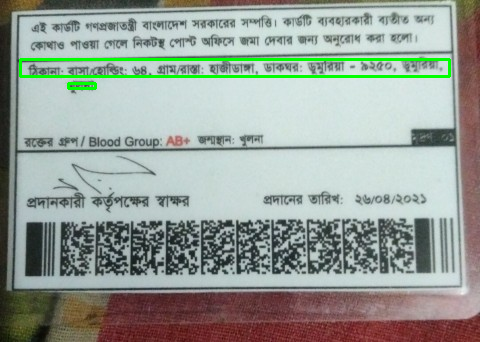 এই কার্ডটি গণপ্রজাতন্ত্রী বাংলাদেশ সরকারের সম্পত্তি। কার্ডটি ব্যবহারকারী ব্যতীত অন্য
কোথাও পাওয়া গেলে নিকটস্থ পোস্ট অফিসে জমা দেবার জন্য অনুরোধ করা হলো।
ঠিকানা: বাসা/হোল্ডিং: ৬৪, গ্রাম/রাস্তা: হাজীডাঙ্গা, ডাকঘর: ডুমুরিয়া - ৯২৫০, ডুমুরিয়া,
রক্তের গ্রুপ / Blood Group: AB+ জন্মস্থান: খুলনা
প্রদানকারী কর্তৃপক্ষের স্বাক্ষর প্রদানের তারিখ: ২৬/০৪/২০২১